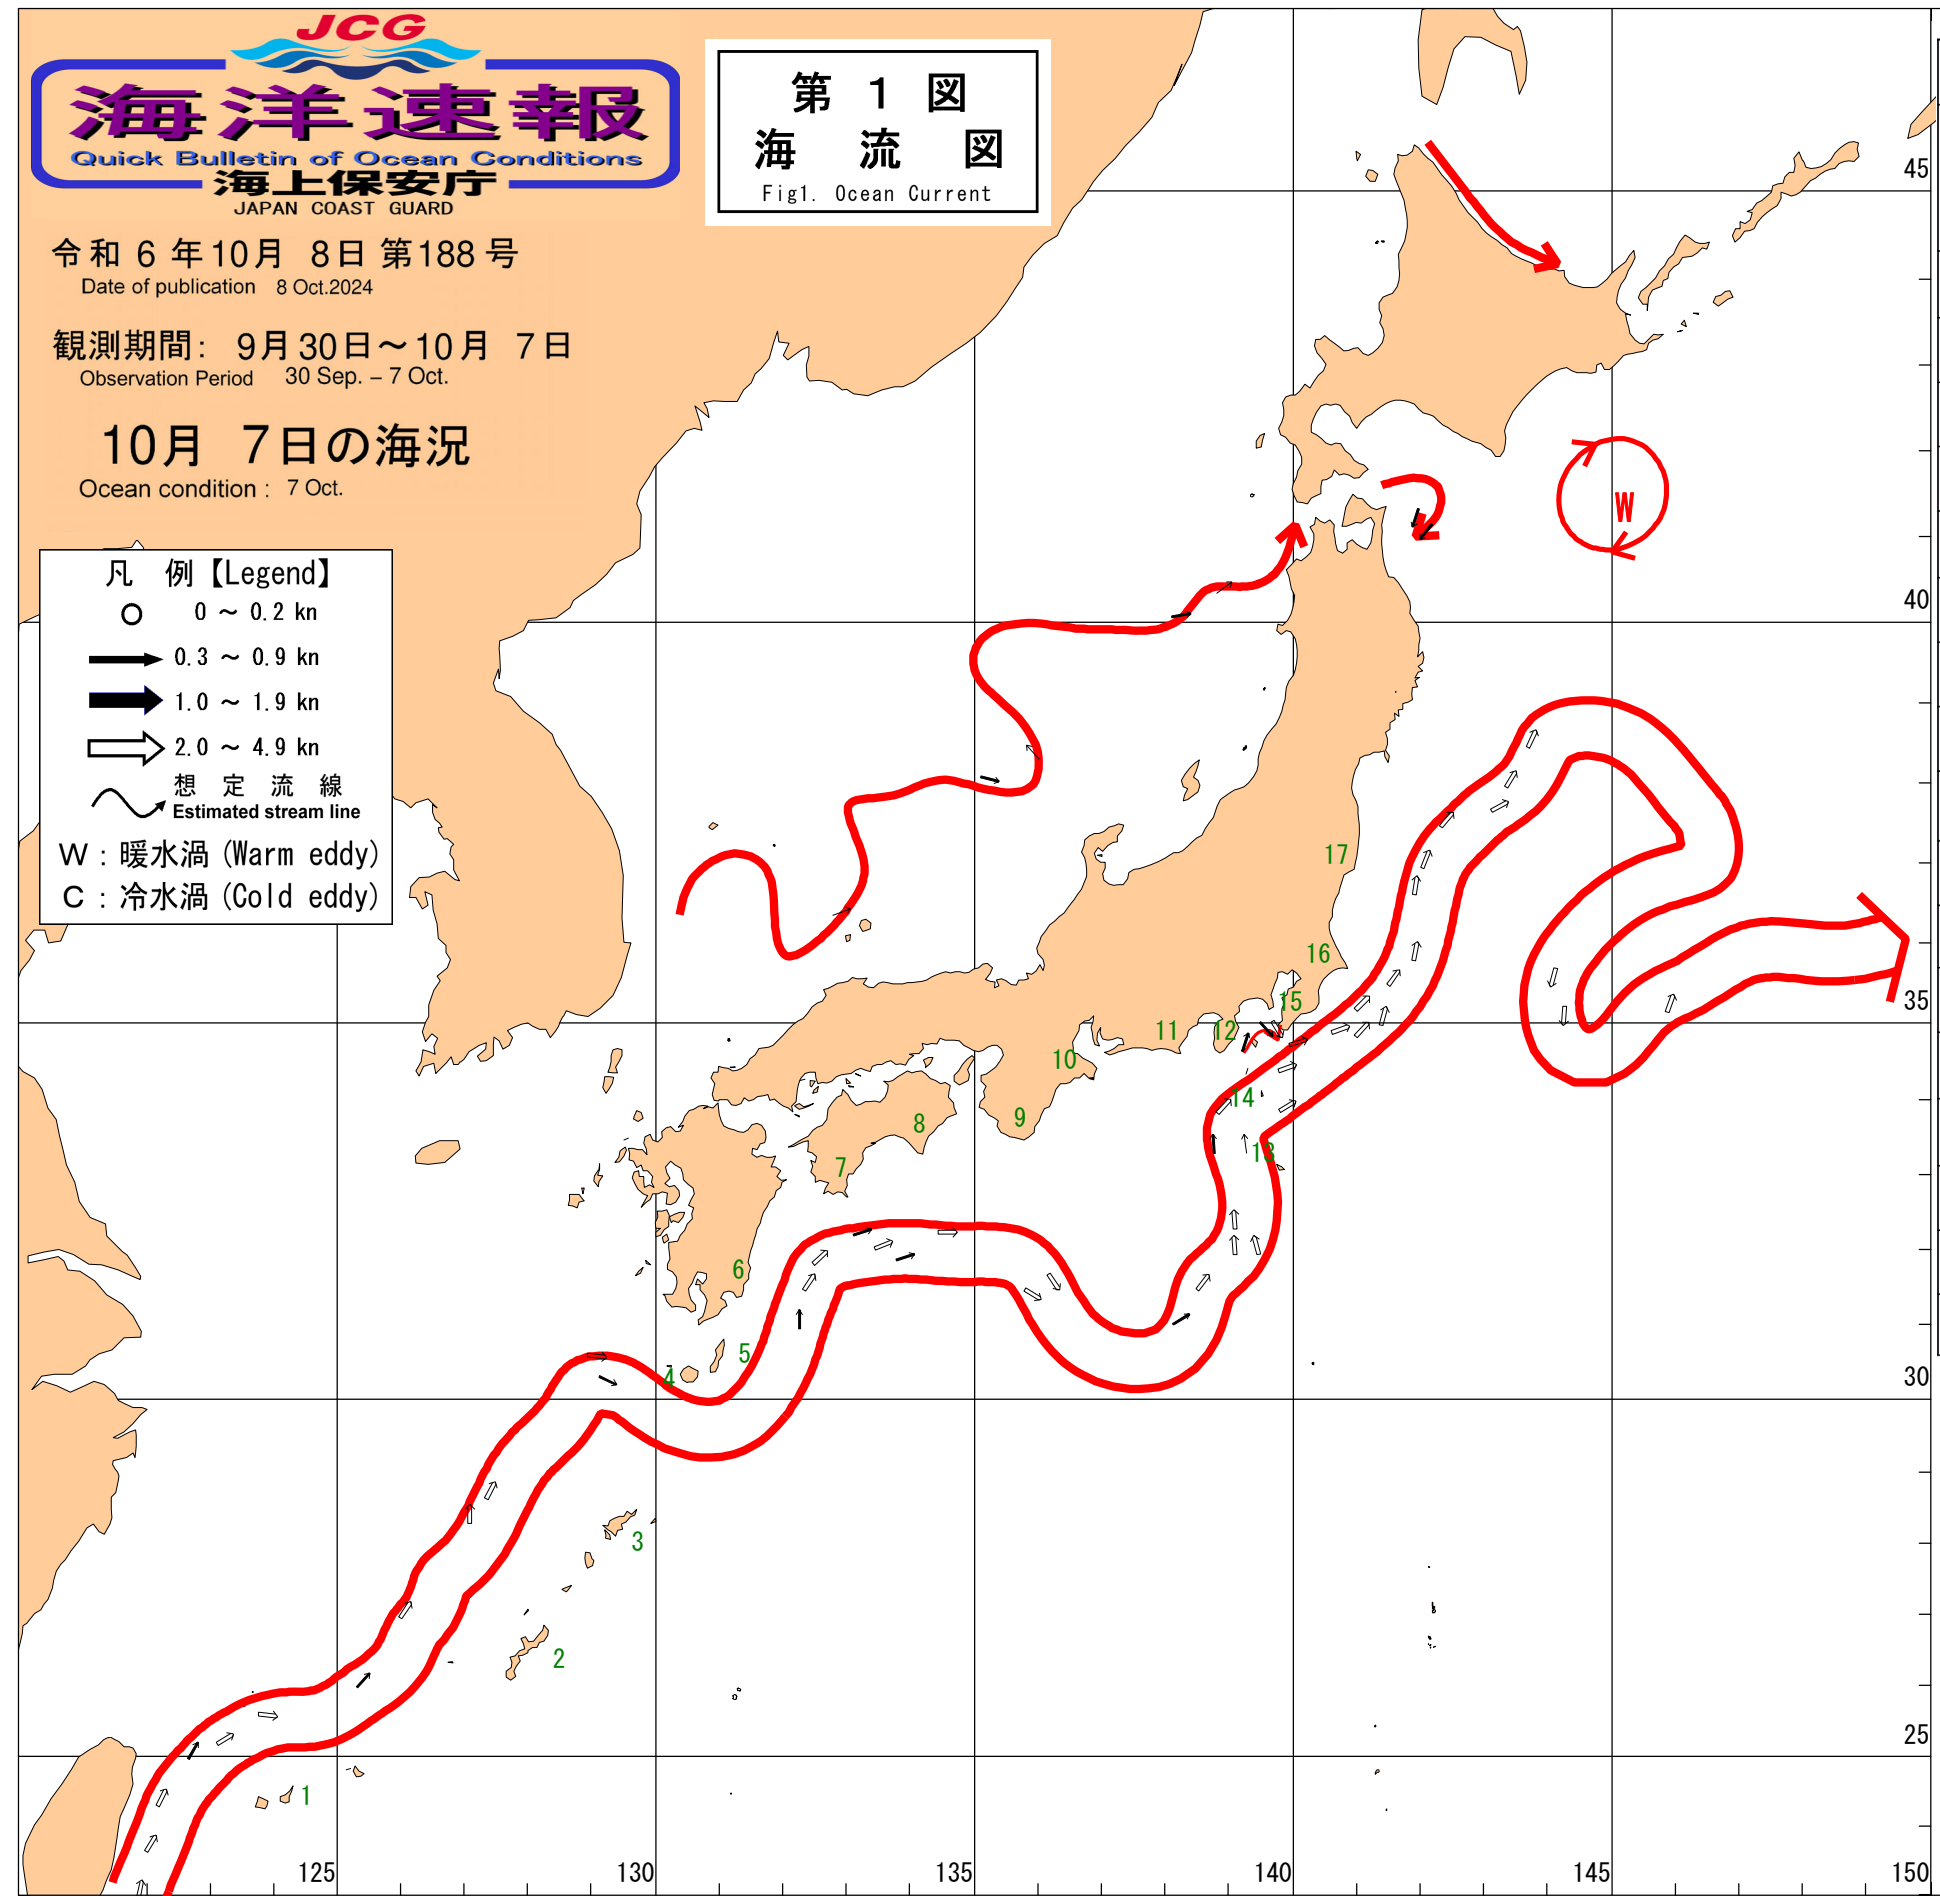 JCG
海洋速報
Quick Bulletin of Ocean Conditions
海上保安庁
JAPAN COAST GUARD
第 1 図
海 流 図
Fig1. Ocean Current
令和 6 年10月 8日 第188 号
Date of publication 8 Oct.2024
観測期間: 9月30日～10月 7日
Observation Period 30 Sep. – 7 Oct.
10月 7日の海況
Ocean condition : 7 Oct.
凡 例【Legend】
0 ～ 0.2 kn
0.3 ～ 0.9 kn
1.0 ～ 1.9 kn
2.0 ～ 4.9 kn
想 定 流 線
Estimated stream line
W : 暖水渦 (Warm eddy)
C : 冷水渦 (Cold eddy)
45
W
40
17
16
35
15
12
11
10
14
9
8
13
7
6
5
4
30
3
2
25
1
125
130
135
140
145
150